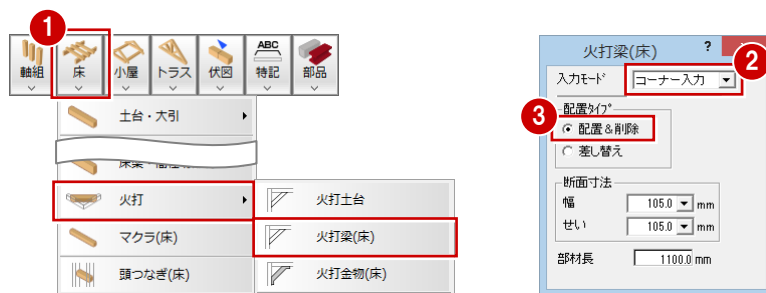 1
軸組 床 小屋 トラス 伏図 ABC 特記 部品
土台・大引
火打
マクラ(床)
頭つなぎ(床)
火打土台
火打梁(床)
火打金物(床)
火打梁(床) ?
2
入力モード コーナー入力
配置タイプ
3
配置&削除
差し替え
断面寸法
幅 105.0 mm
せい 105.0 mm
部材長 1100.0 mm